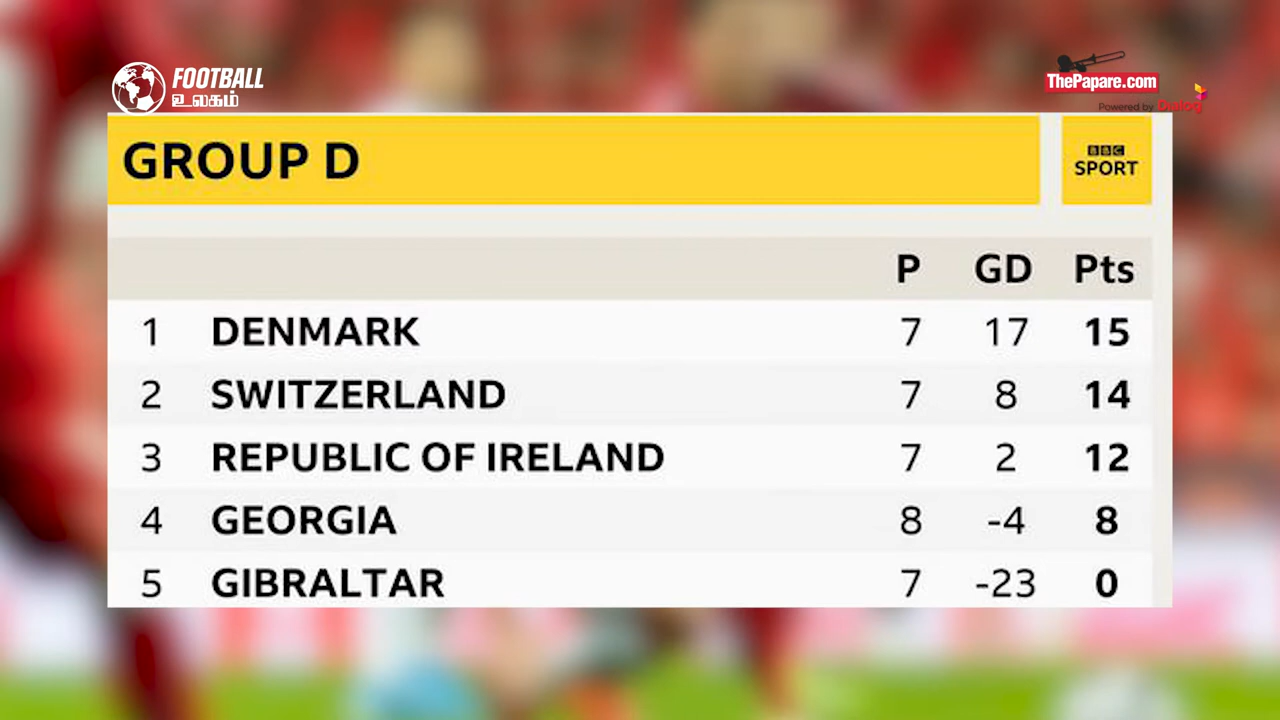 FOOTBALL
உலகம்
ThePapare.com
Powered by Dialog
GROUP D
BBC
SPORT
P GD Pts
1 DENMARK 7 17 15
2 SWITZERLAND 7 8 14
3 REPUBLIC OF IRELAND 7 2 12
4 GEORGIA 8 -4 8
5 GIBRALTAR 7 -23 0